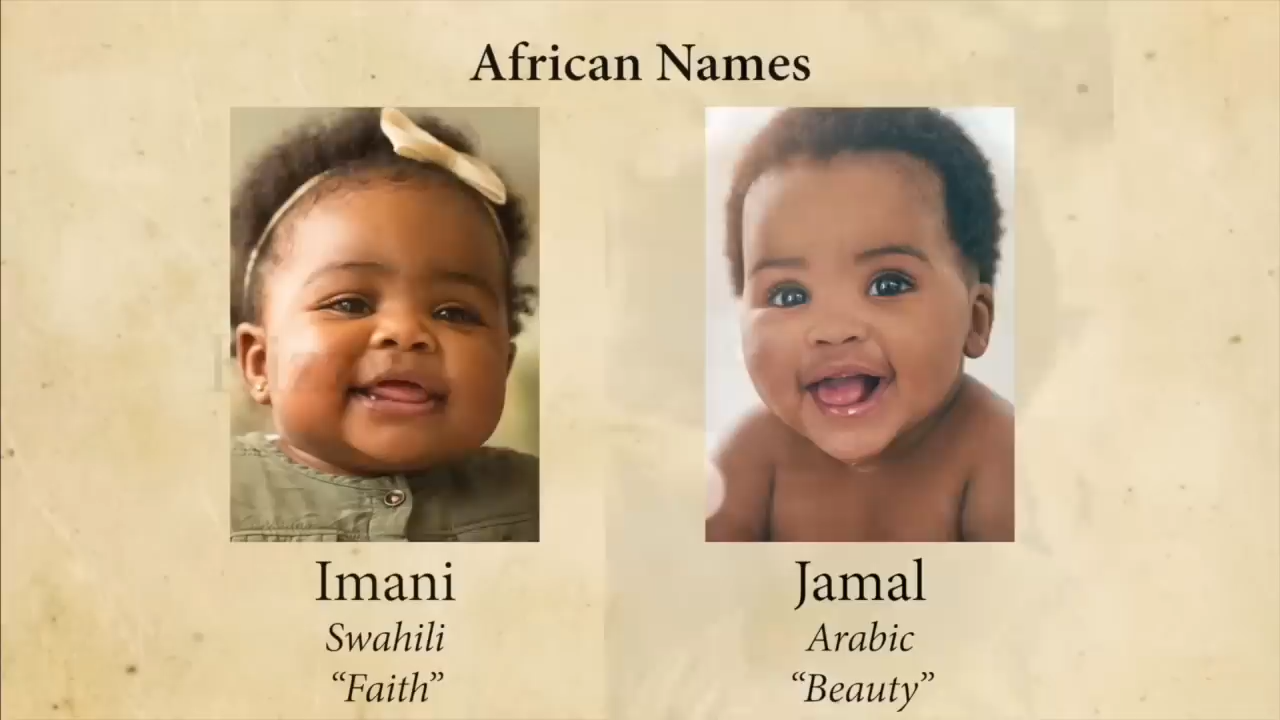 African Names
Imani
Jamal
Swahili
Arabic
“Faith”
“Beauty”